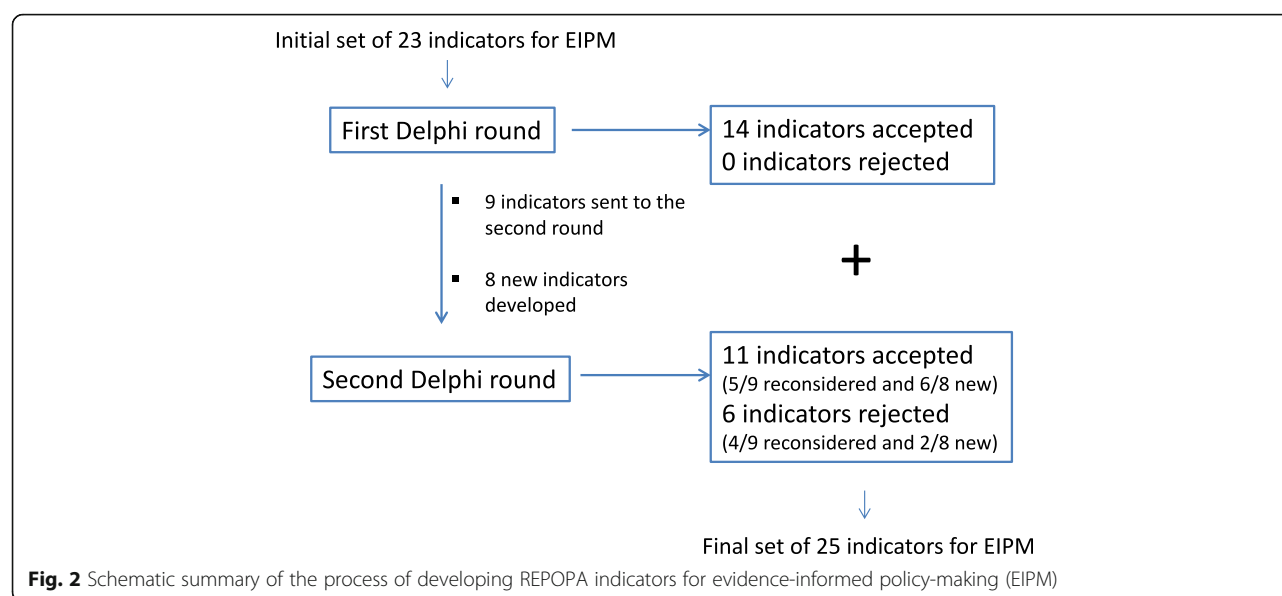 Initial set of 23 indicators for EIPM
First Delphi round
14 indicators accepted
0 indicators rejected
▪ 9 indicators sent to the
second round
▪ 8 new indicators
developed
+
Second Delphi round
11 indicators accepted
(5/9 reconsidered and 6/8 new)
6 indicators rejected
(4/9 reconsidered and 2/8 new)
Final set of 25 indicators for EIPM
Fig. 2 Schematic summary of the process of developing REPOPA indicators for evidence-informed policy-making (EIPM)